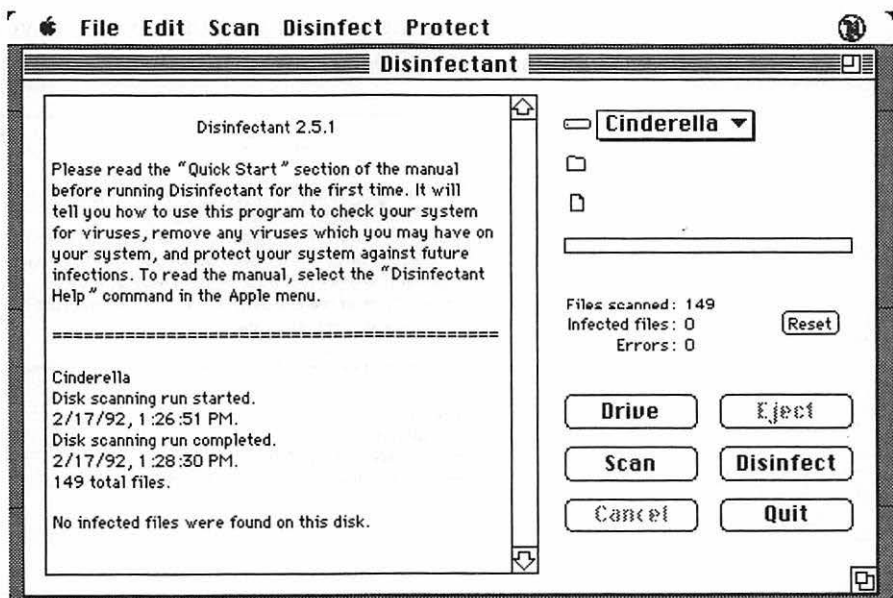 File Edit Scan Disinfect Protect
Disinfectant
Disinfectant 2.5.1
Please read the "Quick Start" section of the manual
before running Disinfectant for the first time. It will
tell you how to use this program to check your system
for viruses, remove any viruses which you may have on
your system, and protect your system against future
infections. To read the manual, select the "Disinfectant
Help" command in the Apple menu.
============================================
Cinderella
Disk scanning run started.
2/17/92, 1:26:51 PM.
Disk scanning run completed.
2/17/92, 1:28:30 PM.
149 total files.
No infected files were found on this disk.
Cinderella
Files scanned: 149
Infected files: 0
Errors: 0
Reset
Drive
Eject
Scan
Disinfect
Cancel
Quit